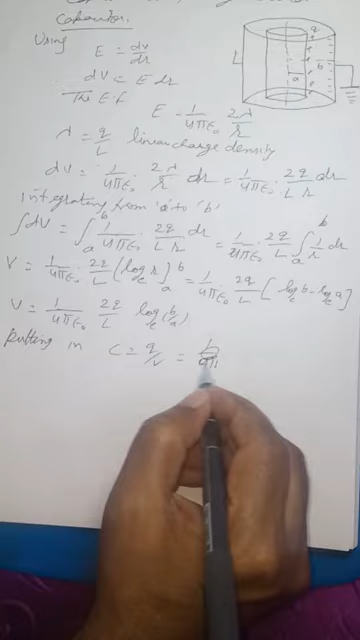 Capacitor.
Using
E = dv/dr
dV = E dr
The E.f
E = 1/4πε₀ 2λ/r
λ = q/L linear charge density
dV = 1/4πε₀ · 2λ/r dr = 1/4πε₀ · 2q/L dr/r
Integrating from 'a' to 'b'
∫dV = ∫ₐᵇ 1/4πε₀ · 2q/L dr/r = 1/4πε₀ · 2q/L ∫ₐᵇ 1/r dr
V = 1/4πε₀ · 2q/L (logₑ r)ₐᵇ = 1/4πε₀ 2q/L [logₑ b - logₑ a]
V = 1/4πε₀ 2q/L logₑ(b/a)
Putting in C = q/V =
L
a
b
q